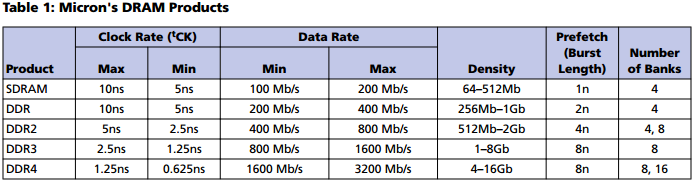 Table 1: Micron's DRAM Products
Clock Rate (tCK) Data Rate Prefetch
(Burst Number
Product Max Min Min Max Density Length) of Banks
SDRAM 10ns 5ns 100 Mb/s 200 Mb/s 64–512Mb 1n 4
DDR 10ns 5ns 200 Mb/s 400 Mb/s 256Mb–1Gb 2n 4
DDR2 5ns 2.5ns 400 Mb/s 800 Mb/s 512Mb–2Gb 4n 4, 8
DDR3 2.5ns 1.25ns 800 Mb/s 1600 Mb/s 1–8Gb 8n 8
DDR4 1.25ns 0.625ns 1600 Mb/s 3200 Mb/s 4–16Gb 8n 8, 16